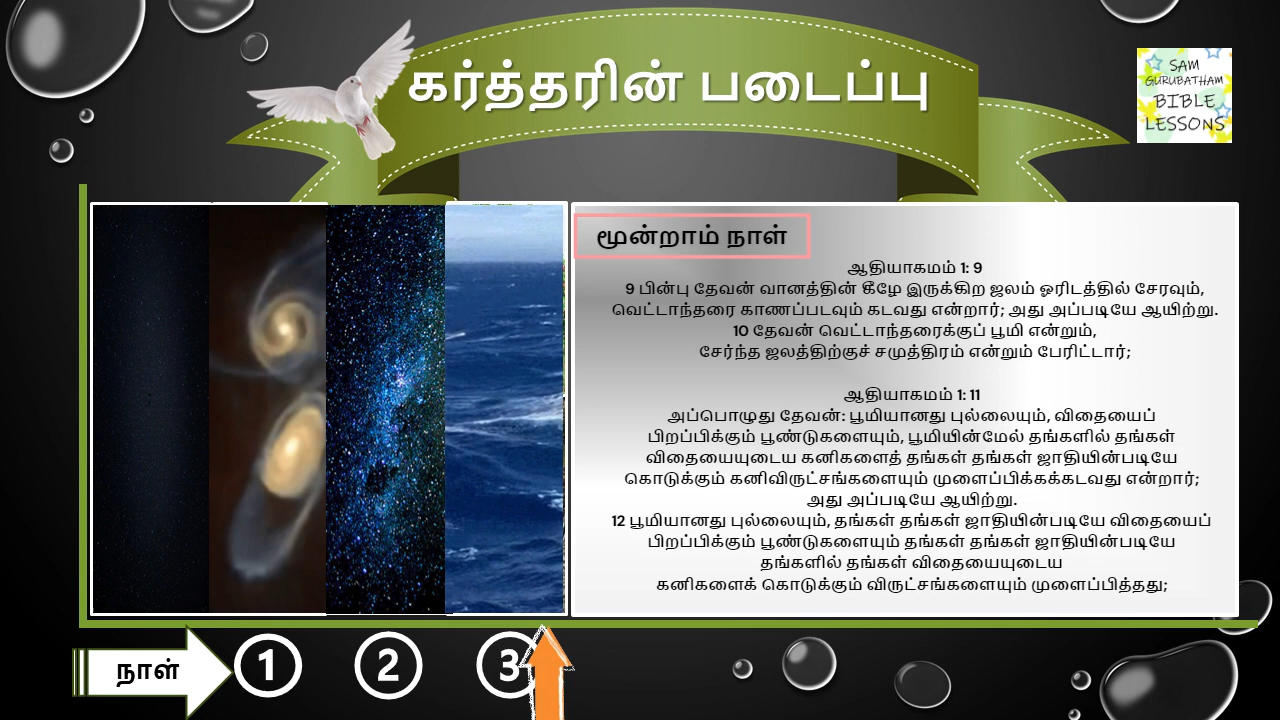 கர்த்தரின் படைப்பு
SAM
GURUBATHAM
BIBLE
LESSONS
மூன்றாம் நாள்
ஆதியாகமம் 1: 9
9 பின்பு தேவன் வானத்தின் கீழே இருக்கிற ஜலம் ஓரிடத்தில் சேரவும்,
வெட்டாந்தரை காணப்படவும் கடவது என்றார்; அது அப்படியே ஆயிற்று.
10 தேவன் வெட்டாந்தரைக்குப் பூமி என்றும்,
சேர்ந்த ஜலத்திற்குச் சமுத்திரம் என்றும் பேரிட்டார்;
ஆதியாகமம் 1: 11
அப்பொழுது தேவன்: பூமியானது புல்லையும், விதையைப்
பிறப்பிக்கும் பூண்டுகளையும், பூமியின்மேல் தங்களில் தங்கள்
விதையையுடைய கனிகளைத் தங்கள் தங்கள் ஜாதியின்படியே
கொடுக்கும் கனிவிருட்சங்களையும் முளைப்பிக்கக்கடவது என்றார்;
அது அப்படியே ஆயிற்று.
12 பூமியானது புல்லையும், தங்கள் தங்கள் ஜாதியின்படியே விதையைப்
பிறப்பிக்கும் பூண்டுகளையும் தங்கள் தங்கள் ஜாதியின்படியே
தங்களில் தங்கள் விதையையுடைய
கனிகளைக் கொடுக்கும் விருட்சங்களையும் முளைப்பித்தது;
நாள் 1 2 3